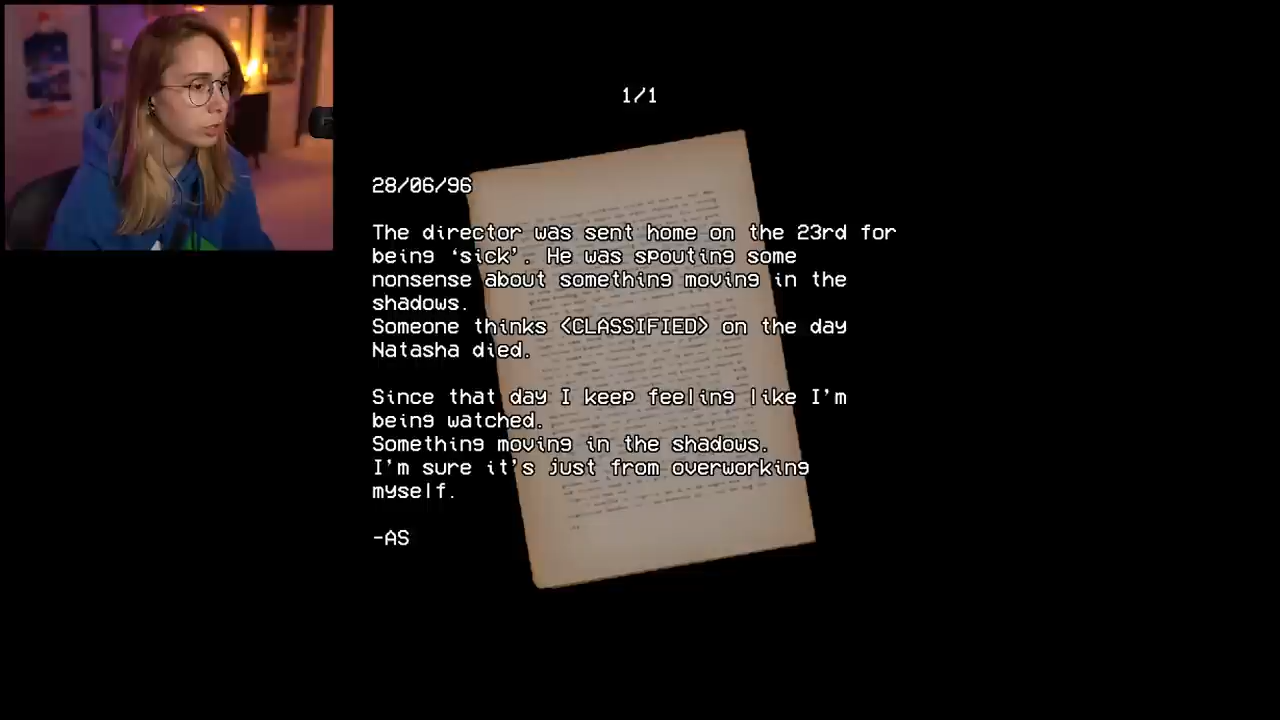 1/1
28/06/96
The director was sent home on the 23rd for
being ‘sick’. He was spouting some
nonsense about something moving in the
shadows.
Someone thinks <CLASSIFIED> on the day
Natasha died.
Since that day I keep feeling like I’m
being watched.
Something moving in the shadows.
I’m sure it’s just from overworking
myself.
-AS